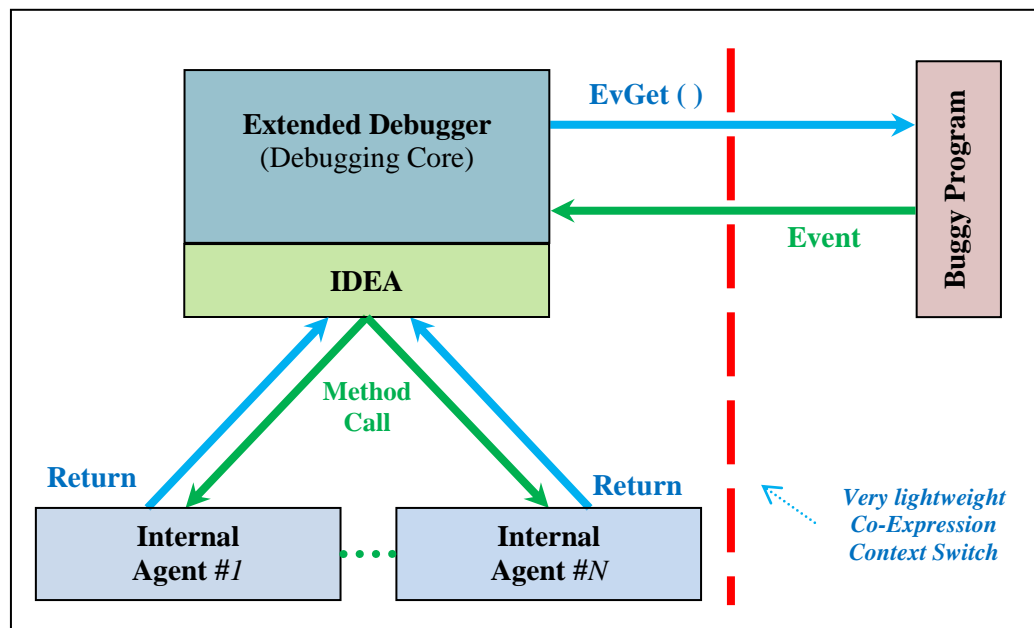 Extended Debugger
(Debugging Core)
EvGet ( )
Event
Buggy Program
IDEA
Method
Call
Return
Return
Internal
Agent #1
Internal
Agent #N
Very lightweight
Co-Expression
Context Switch